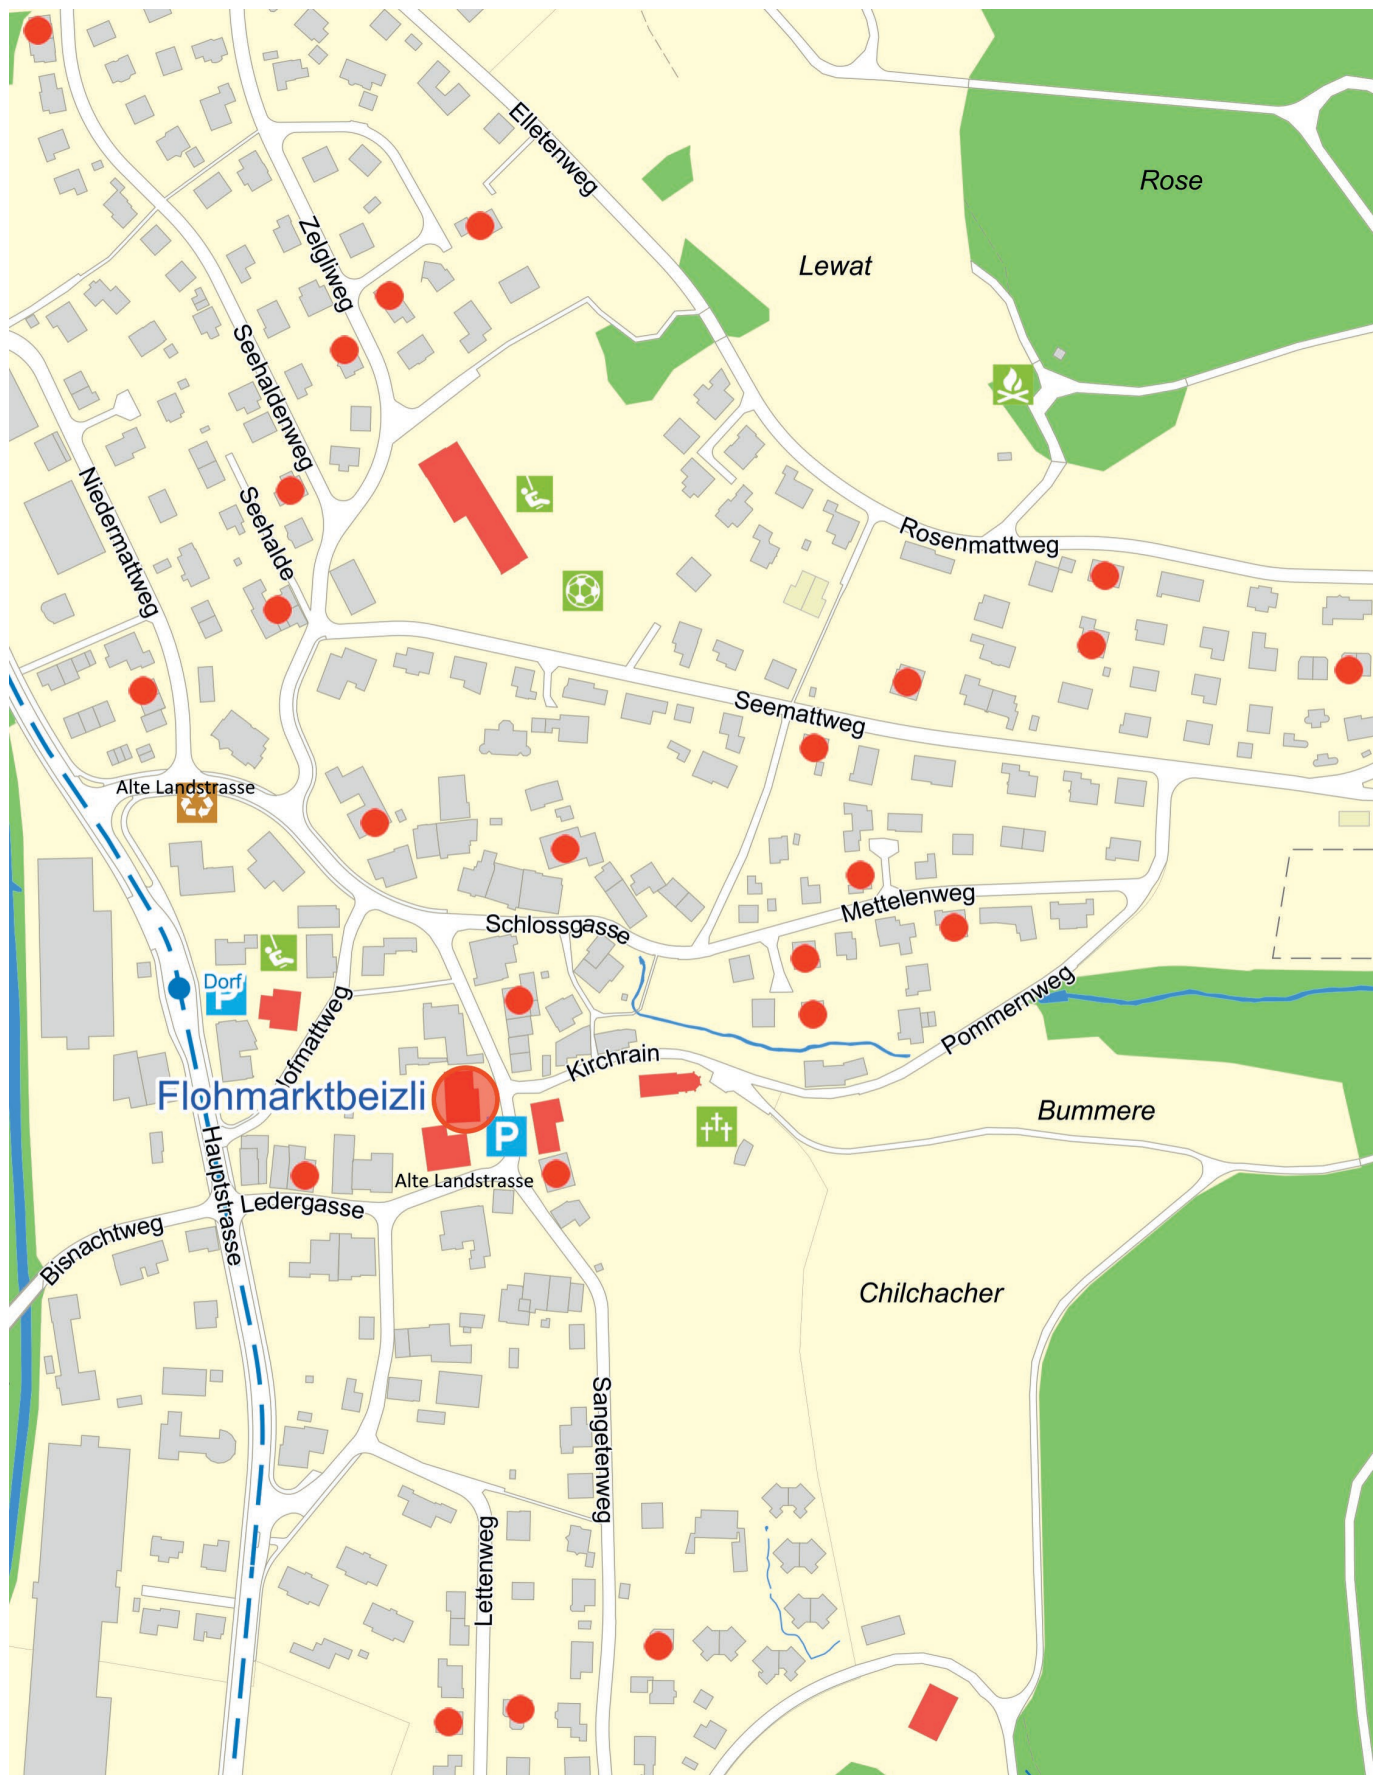 Elletenweg
Rose
Zelgliweg
Lewat
Seehaldenweg
Niedermattweg
Seehalde
Rosenmattweg
Seemattweg
Alte Landstrasse
Mettelenweg
Schlossgasse
Dorf
P
Pommernweg
Hofmattweg
Kirchrain
Flohmarktbeizli
Bummere
P
Hauptstrasse
Alte Landstrasse
Ledergasse
Bisnachtweg
Chilchacher
Sangetenweg
Lettenweg